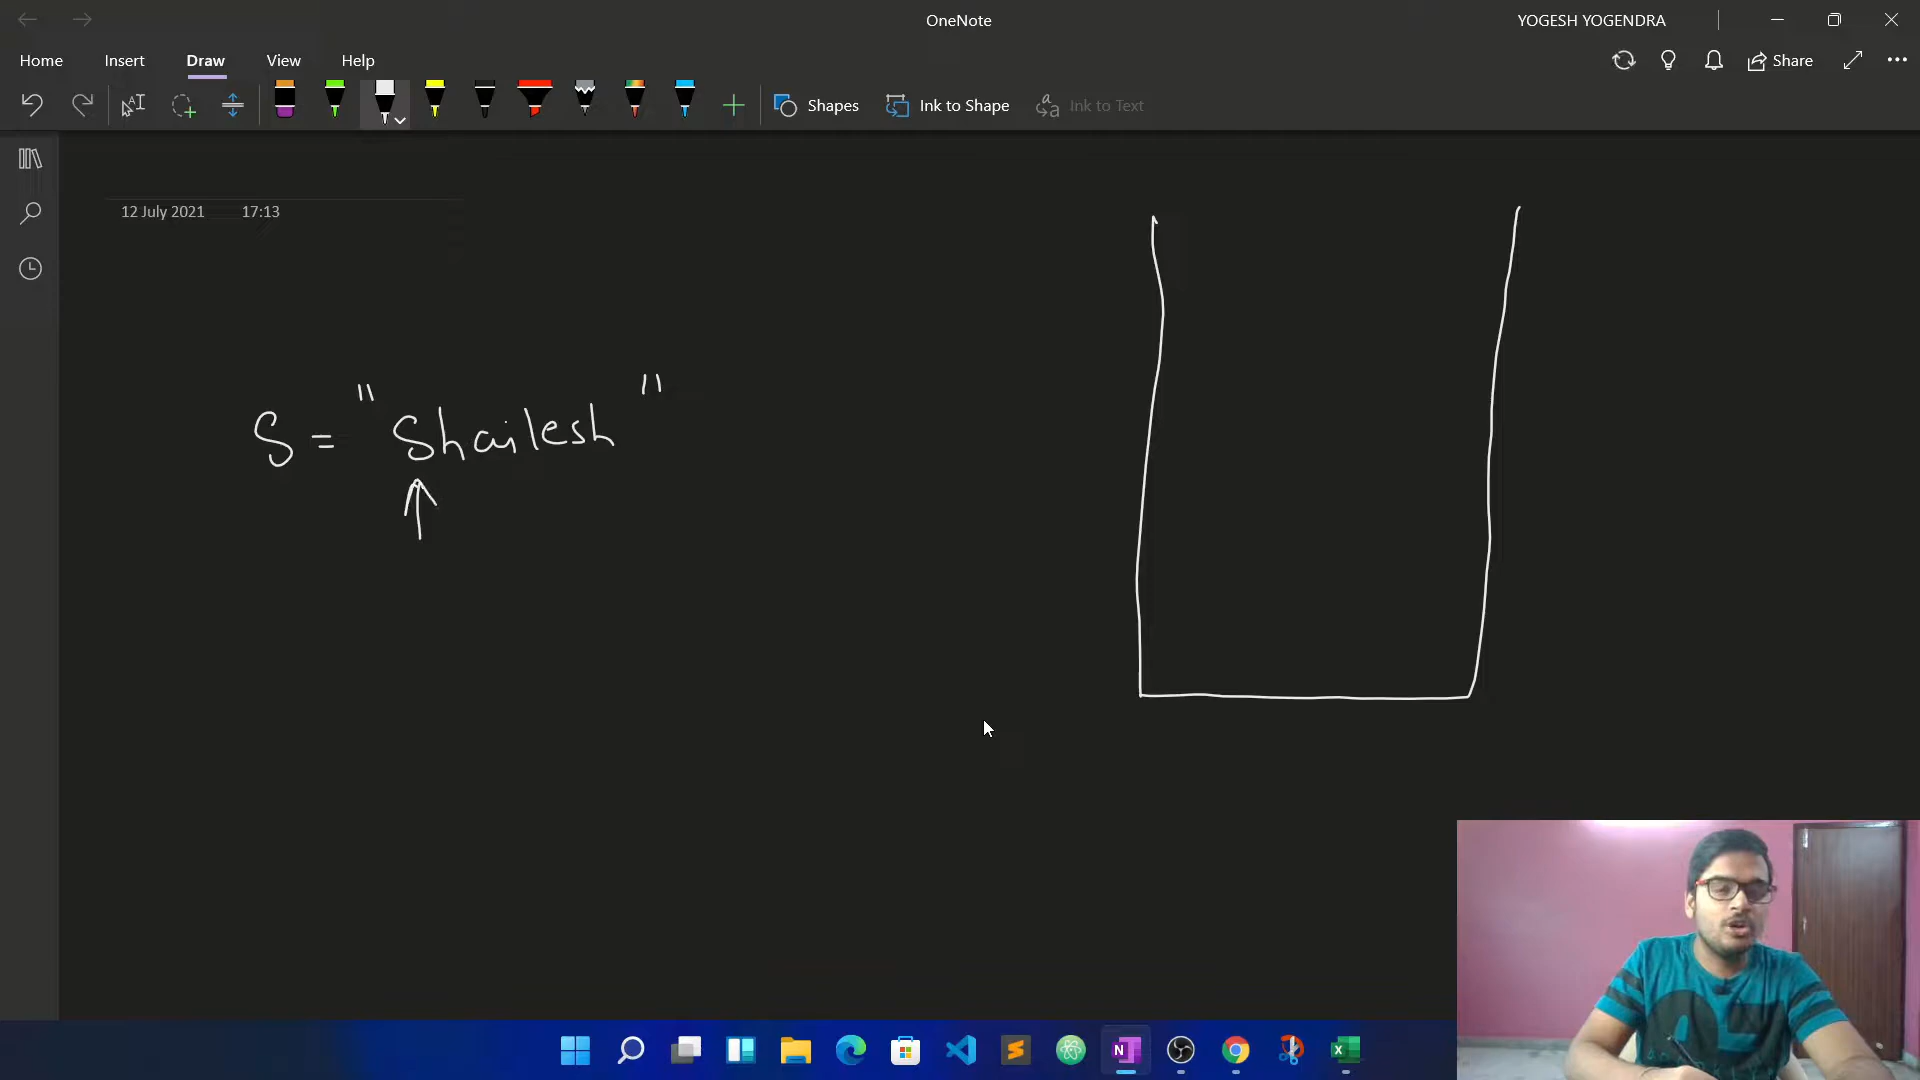 OneNote
YOGESH YOGENDRA
Home Insert Draw View Help
Share
Shapes Ink to Shape Ink to Text
12 July 2021 17:13
S = "Shailesh"